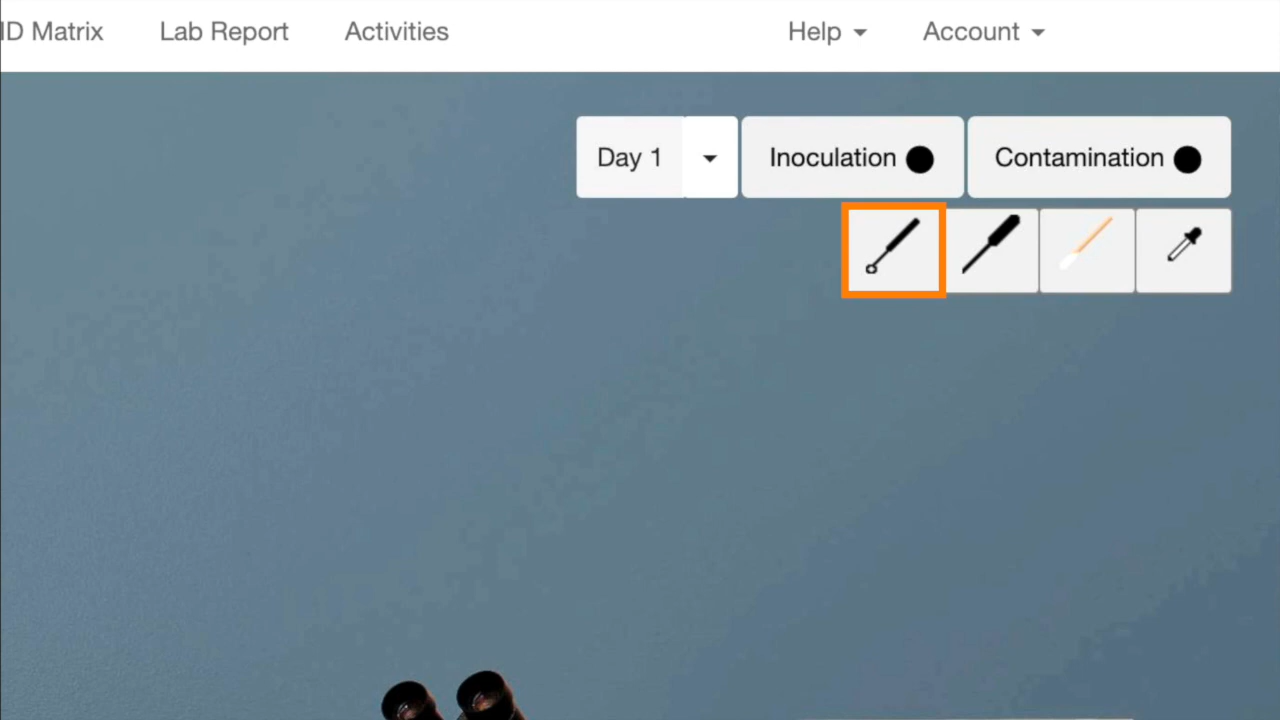 ID Matrix Lab Report Activities Help Account
Day 1 Inoculation Contamination